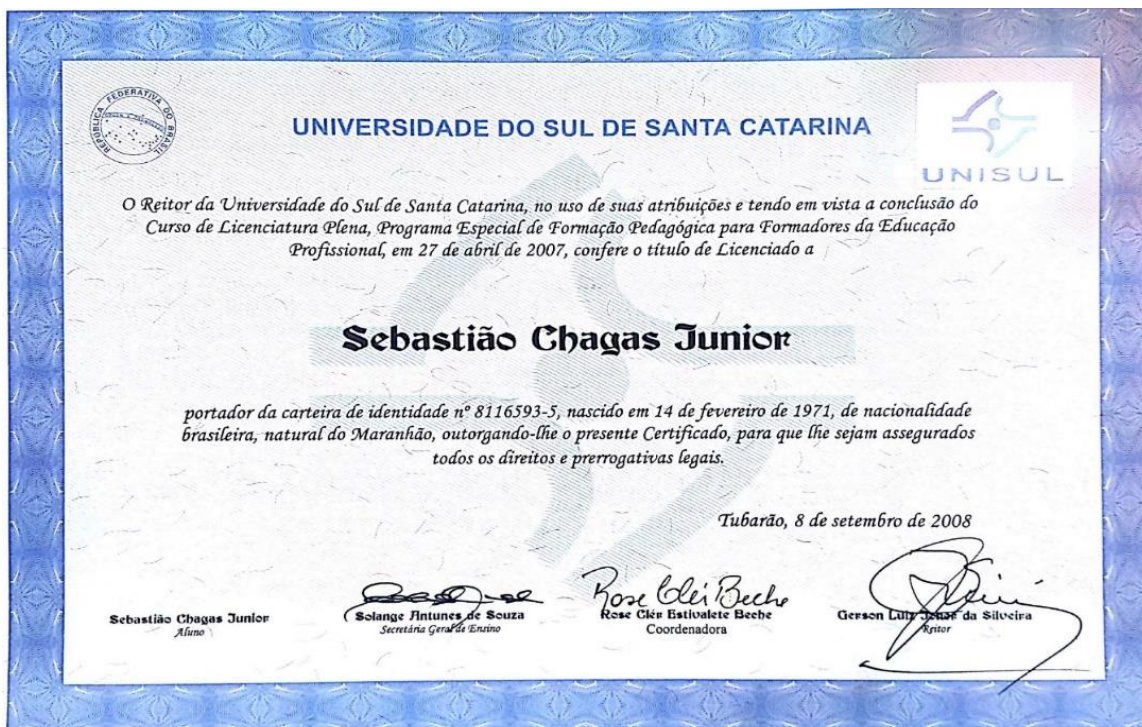 REPÚBLICA FEDERATIVA DO BRASIL
UNIVERSIDADE DO SUL DE SANTA CATARINA
UNISUL
O Reitor da Universidade do Sul de Santa Catarina, no uso de suas atribuições e tendo em vista a conclusão do
Curso de Licenciatura Plena, Programa Especial de Formação Pedagógica para Formadores da Educação
Profissional, em 27 de abril de 2007, confere o título de Licenciado a
Sebastião Chagas Junior
portador da carteira de identidade nº 8116593-5, nascido em 14 de fevereiro de 1971, de nacionalidade
brasileira, natural do Maranhão, outorgando-lhe o presente Certificado, para que lhe sejam assegurados
todos os direitos e prerrogativas legais.
Tubarão, 8 de setembro de 2008
Rose Cléi Beche
Sebastião Chagas Junior
Aluno
Solange Antunes de Souza
Secretária Geral de Ensino
Rose Cler Estivalete Beche
Coordenadora
Gerson Luiz da Silveira
Reitor